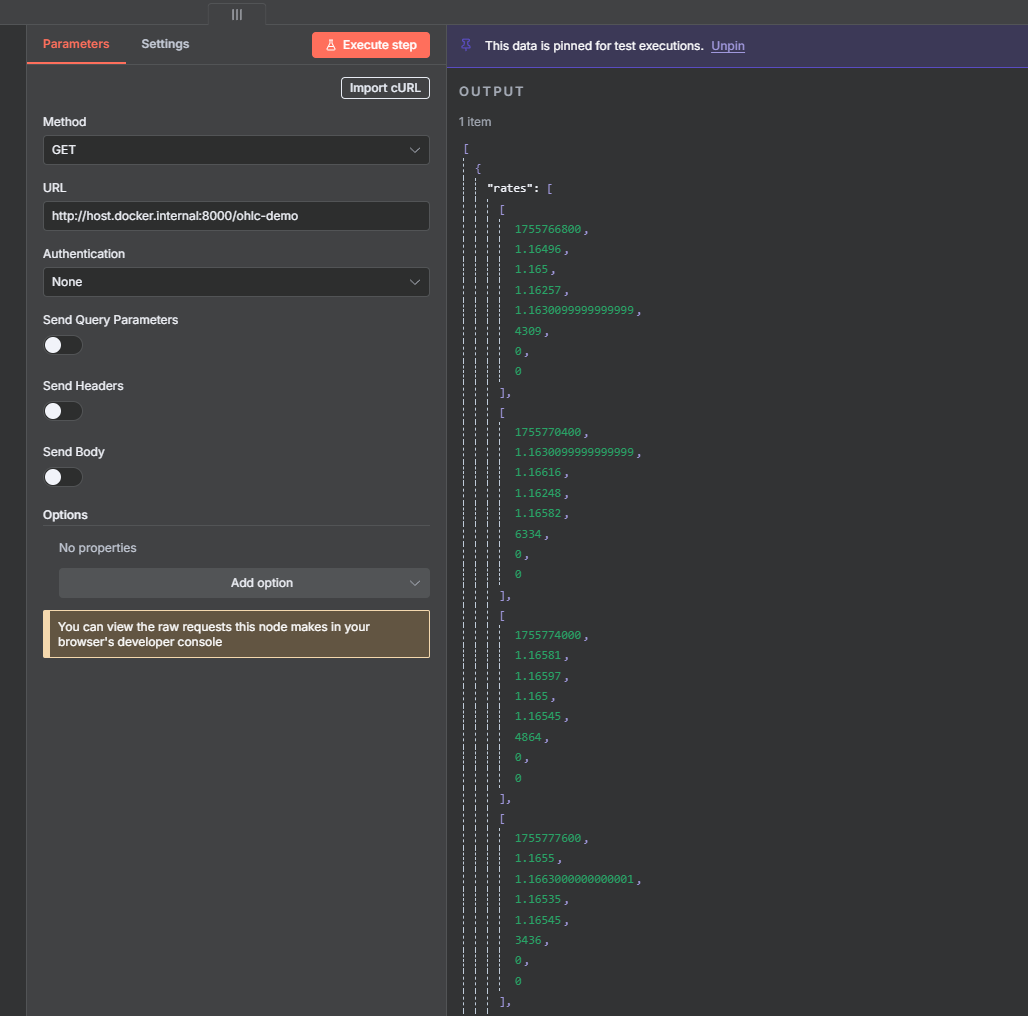 Parameters
Settings
Execute step
Import cURL
Method
GET
URL
http://host.docker.internal:8000/ohlc-demo
Authentication
None
Send Query Parameters
Send Headers
Send Body
Options
No properties
Add option
You can view the raw requests this node makes in your
browser's developer console
This data is pinned for test executions. Unpin
OUTPUT
1 item
[
{
"rates": [
[
1755766800,
1.16496,
1.165,
1.16257,
1.1630099999999999,
4309,
0,
0
],
[
1755770400,
1.1630099999999999,
1.16616,
1.16248,
1.16582,
6334,
0,
0
],
[
1755774000,
1.16581,
1.16597,
1.165,
1.16545,
4864,
0,
0
],
[
1755777600,
1.1655,
1.1663000000000001,
1.16535,
1.16545,
3436,
0,
0
],